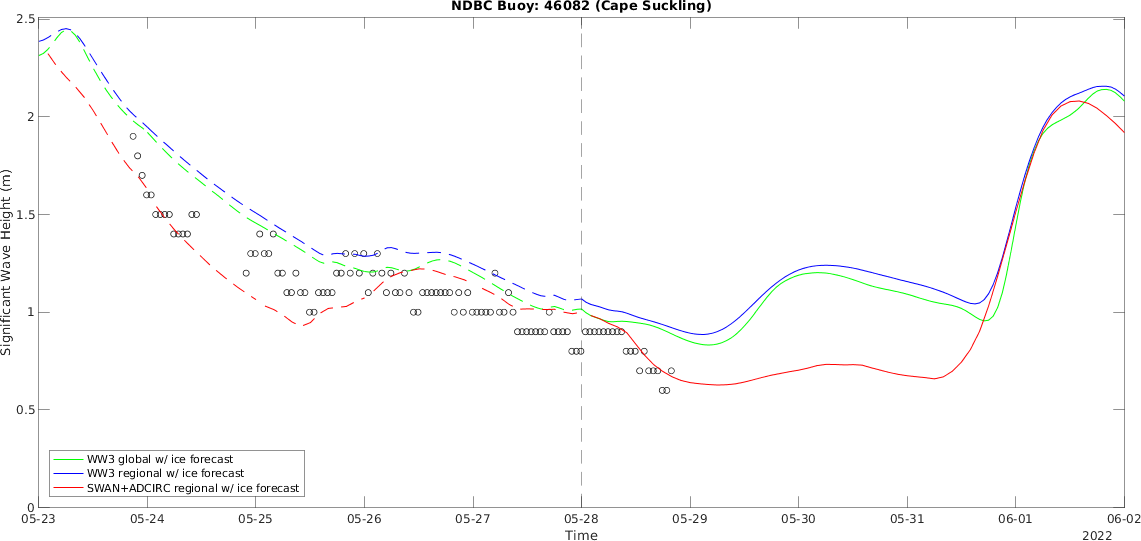 NDBC Buoy: 46082 (Cape Suckling)
2.5
2
1.5
1
0.5
0
Significant Wave Height (m)
WW3 global w/ ice forecast
WW3 regional w/ ice forecast
SWAN+ADCIRC regional w/ ice forecast
05-23 05-24 05-25 05-26 05-27 05-28 05-29 05-30 05-31 06-01 06-02
Time
2022